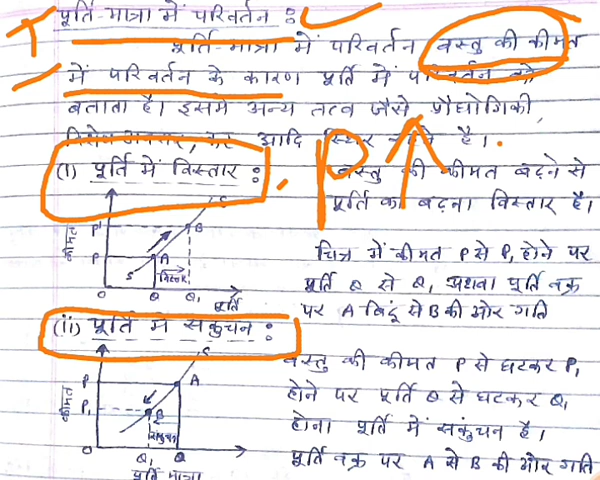 पूर्ति-मात्रा में परिवर्तन :
पूर्ति-मात्रा में परिवर्तन वस्तु की कीमत
में परिवर्तन के कारण पूर्ति में परिवर्तन को
बताता है। इसमें अन्य तत्व जैसे प्रौद्योगिकी,
आदि स्थिर रहते है।
(i) पूर्ति में विस्तार :
वस्तु की कीमत बढ़ने से
पूर्ति का बढ़ना विस्तार है।
P↑
कीमत
P'
P
S
S
A
B
विस्तार
O
Q
Q₁
पूर्ति
चित्र में कीमत P से P₁ होने पर
पूर्ति Q से Q₁ अथवा पूर्ति वक्र
पर A बिंदू से B की ओर गति
(ii) पूर्ति में संकुचन :
कीमत
P
P₁
S
A
B
संकुचन
O
Q₁
Q
पूर्ति मात्रा
वस्तु की कीमत P से घटकर P₁
होने पर पूर्ति Q से घटकर Q₁
होना पूर्ति में संकुचन है।
पूर्ति वक्र पर A से B की ओर गति